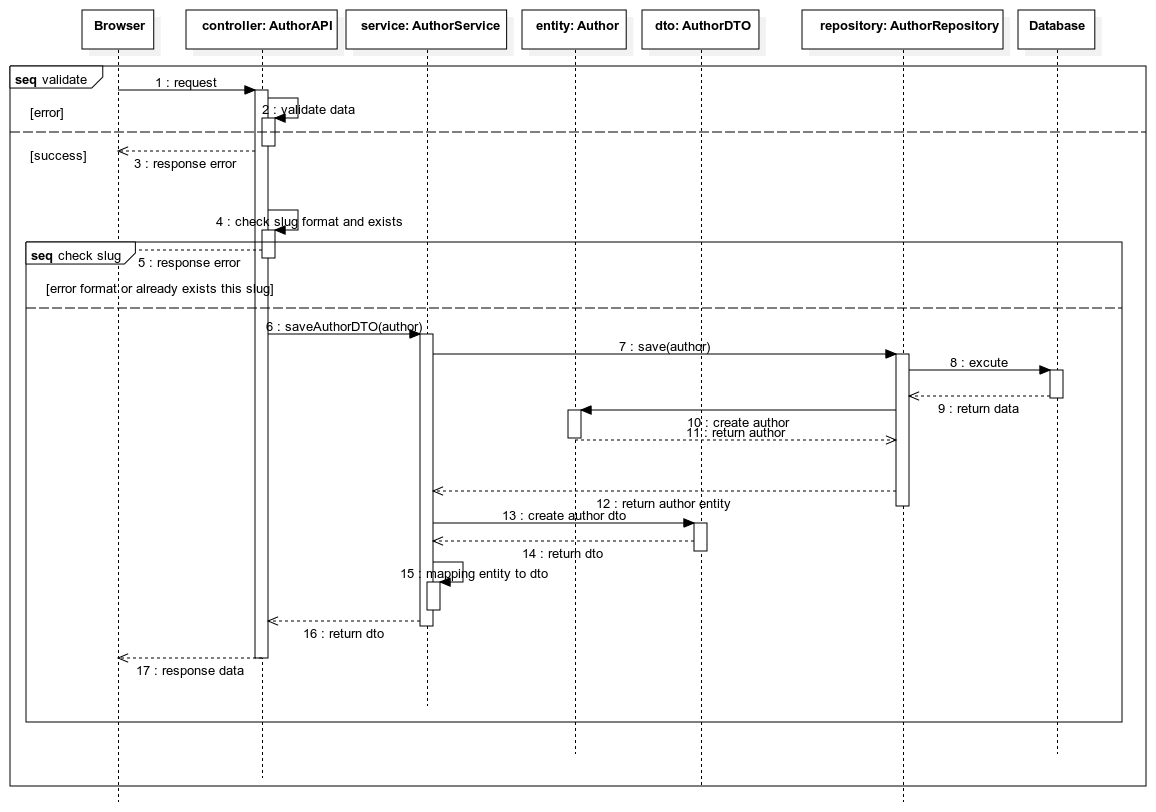 Browser
controller: AuthorAPI
service: AuthorService
entity: Author
dto: AuthorDTO
repository: AuthorRepository
Database
seq validate
1 : request
2 : validate data
[error]
[success]
3 : response error
4 : check slug format and exists
seq check slug
5 : response error
[error format or already exists this slug]
6 : saveAuthorDTO(author)
7 : save(author)
8 : excute
9 : return data
10 : create author
11 : return author
12 : return author entity
13 : create author dto
14 : return dto
15 : mapping entity to dto
16 : return dto
17 : response data